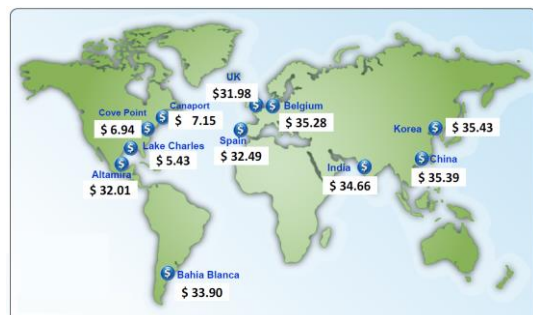 UK
$31.98
Cove Point
$ 6.94
Canaport
$ 7.15
Belgium
$ 35.28
Korea
$ 35.43
Lake Charles
$ 5.43
Spain
$ 32.49
Altamira
$ 32.01
India
$ 34.66
China
$ 35.39
Bahia Blanca
$ 33.90